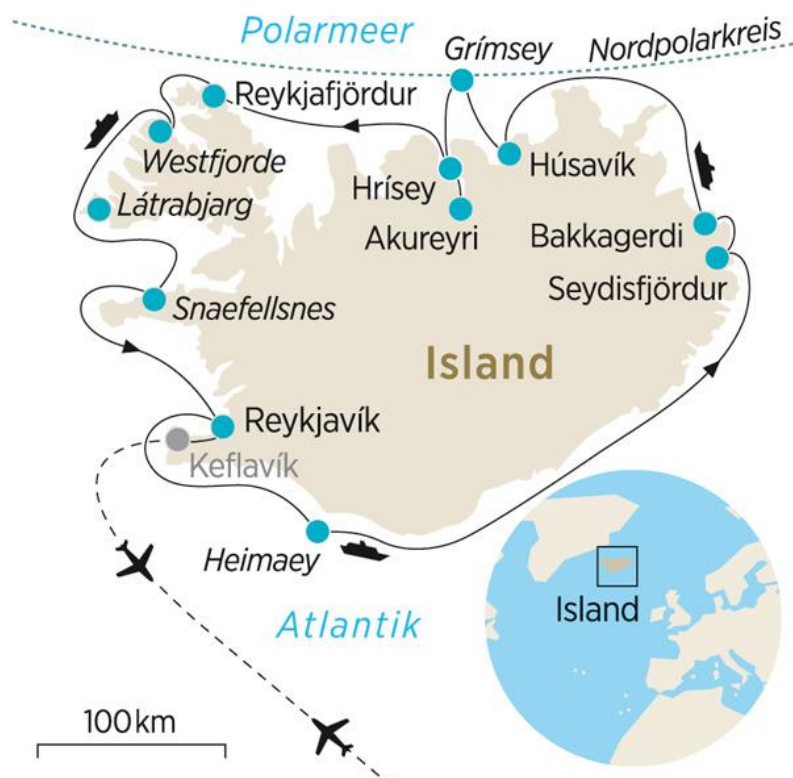 Polarmeer
Grímsey
Nordpolarkreis
Reykjafjördur
Westfjorde
Hrísey
Húsavík
Látrabjarg
Akureyri
Bakkagerdi
Seydisfjördur
Snaefellsnes
Island
Reykjavík
Keflavík
Heimaey
Island
Atlantik
100 km